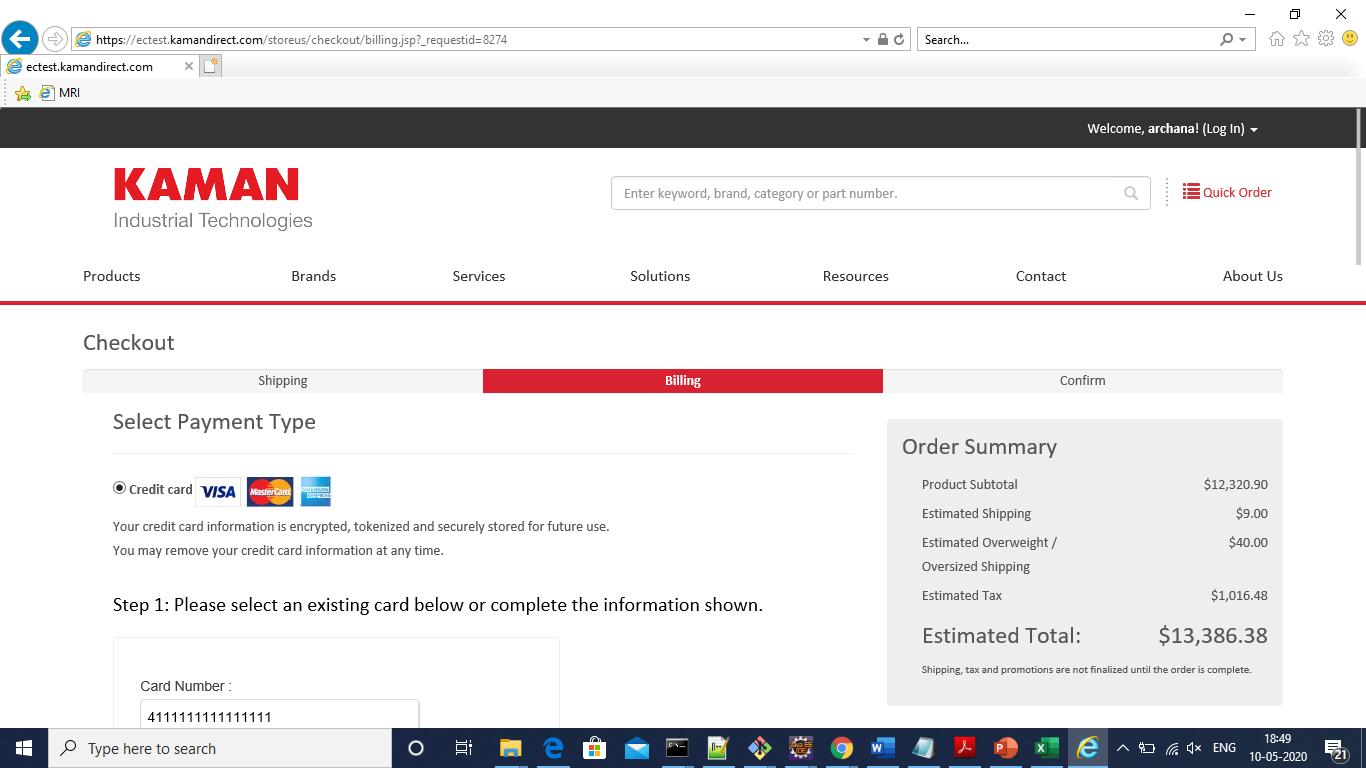 https://ectest.kamandirect.com/storeus/checkout/billing.jsp?_requestid=8274
Search...
ectest.kamandirect.com
MRI
Welcome, archana! (Log In)
KAMAN
Industrial Technologies
Enter keyword, brand, category or part number.
Quick Order
Products Brands Services Solutions Resources Contact About Us
Checkout
Shipping Billing Confirm
Select Payment Type
Credit card VISA MasterCard AMERICAN EXPRESS
Your credit card information is encrypted, tokenized and securely stored for future use.
You may remove your credit card information at any time.
Step 1: Please select an existing card below or complete the information shown.
Card Number :
4111111111111111
Order Summary
Product Subtotal $12,320.90
Estimated Shipping $9.00
Estimated Overweight / $40.00
Oversized Shipping
Estimated Tax $1,016.48
Estimated Total: $13,386.38
Shipping, tax and promotions are not finalized until the order is complete.
Type here to search
ENG
18:49
10-05-2020
21